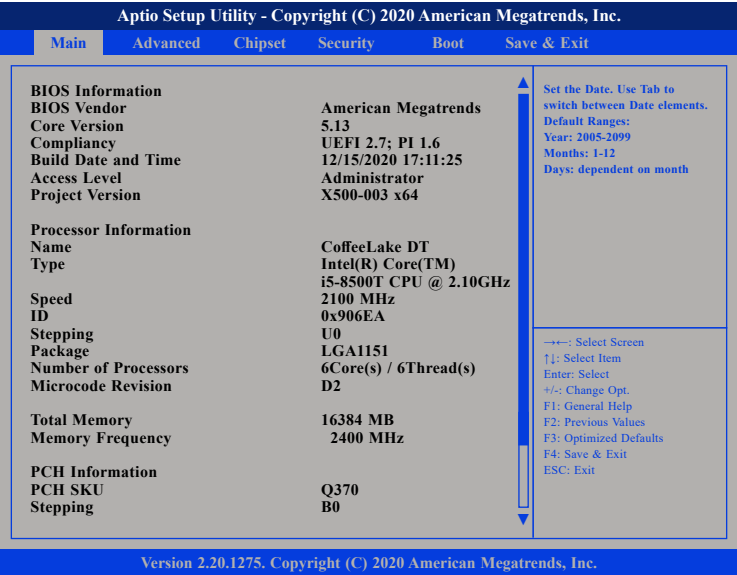 Aptio Setup Utility - Copyright (C) 2020 American Megatrends, Inc.
Main Advanced Chipset Security Boot Save & Exit
BIOS Information
BIOS Vendor American Megatrends
Core Version 5.13
Compliancy UEFI 2.7; PI 1.6
Build Date and Time 12/15/2020 17:11:25
Access Level Administrator
Project Version X500-003 x64
Processor Information
Name CoffeeLake DT
Type Intel(R) Core(TM)
i5-8500T CPU @ 2.10GHz
Speed 2100 MHz
ID 0x906EA
Stepping U0
Package LGA1151
Number of Processors 6Core(s) / 6Thread(s)
Microcode Revision D2
Total Memory 16384 MB
Memory Frequency 2400 MHz
PCH Information
PCH SKU Q370
Stepping B0
Set the Date. Use Tab to
switch between Date elements.
Default Ranges:
Year: 2005-2099
Months: 1-12
Days: dependent on month
→←: Select Screen
↑↓: Select Item
Enter: Select
+/-: Change Opt.
F1: General Help
F2: Previous Values
F3: Optimized Defaults
F4: Save & Exit
ESC: Exit
Version 2.20.1275. Copyright (C) 2020 American Megatrends, Inc.